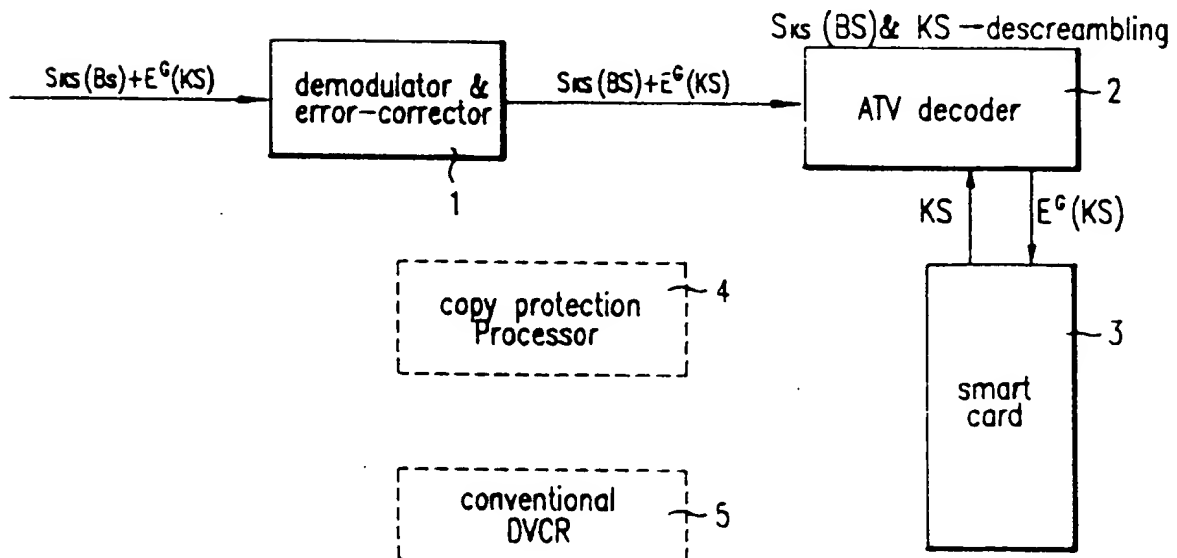 SKS (BS)& KS —descreambling
SKS(BS)+E^G(KS)
demodulator &
error-corrector
1
SKS(BS)+E^G(KS)
ATV decoder
2
KS
E^G(KS)
copy protection
Processor
4
smart
card
3
conventional
DVCR
5